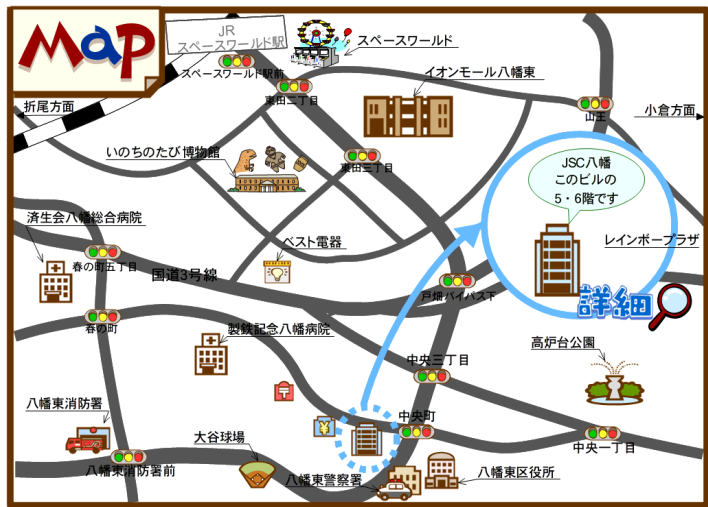 Map
JR
スペースワールド駅
スペースワールド
スペースワールド駅前
東田二丁目
イオンモール八幡東
折尾方面
山王
小倉方面
いのちのたび博物館
東田三丁目
JSC八幡
このビルの
5・6階です
済生会八幡総合病院
春の町五丁目
国道3号線
ベスト電器
レインボープラザ
戸畑バイパス下
詳細
春の町
製鉄記念八幡病院
中央三丁目
高炉台公園
〒
¥
八幡東消防署
大谷球場
中央町
中央一丁目
八幡東消防署前
八幡東警察署
八幡東区役所